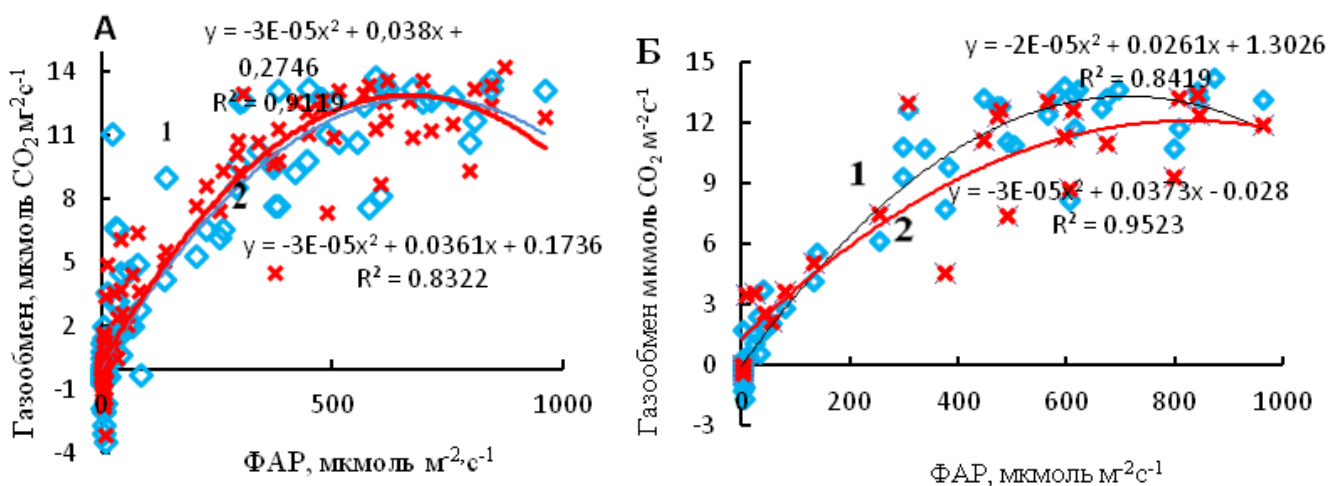 А
y = -3E-05x² + 0,038x +
0,2746
R² = 0,9119
1
2
y = -3E-05x² + 0.0361x + 0.1736
R² = 0.8322
14
11
8
5
2
-1
-4
0
500
1000
Газообмен, мкмоль CO₂ м⁻²с⁻¹
ФАР, мкмоль м⁻²·с⁻¹
Б
y = -2E-05x² + 0.0261x + 1.3026
R² = 0.8419
1
2
y = -3E-05x² + 0.0373x - 0.028
R² = 0.9523
15
12
9
6
3
0
-3
0
200
400
600
800
1000
Газообмен мкмоль CO₂ м⁻²с⁻¹
ФАР, мкмоль м⁻²с⁻¹